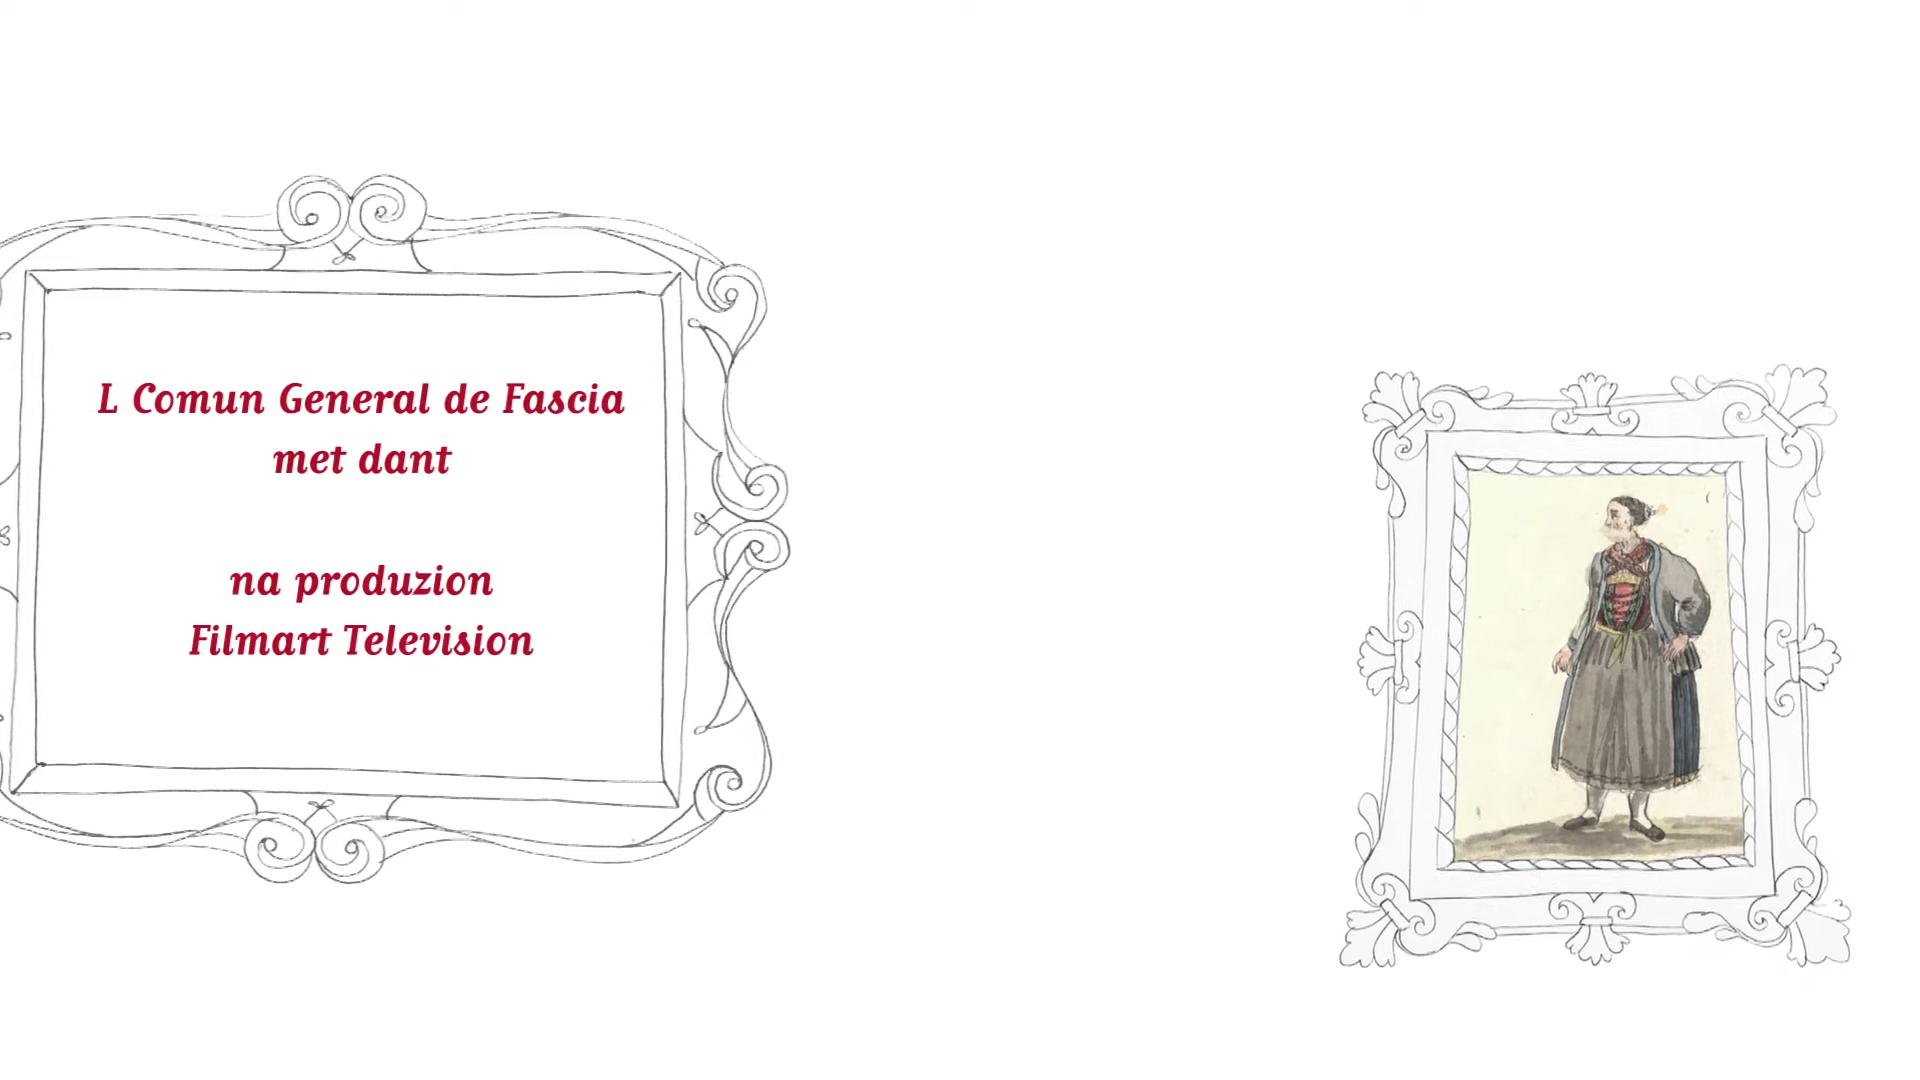 L Comun General de Fascia
met dant
na produzion
Filmart Television